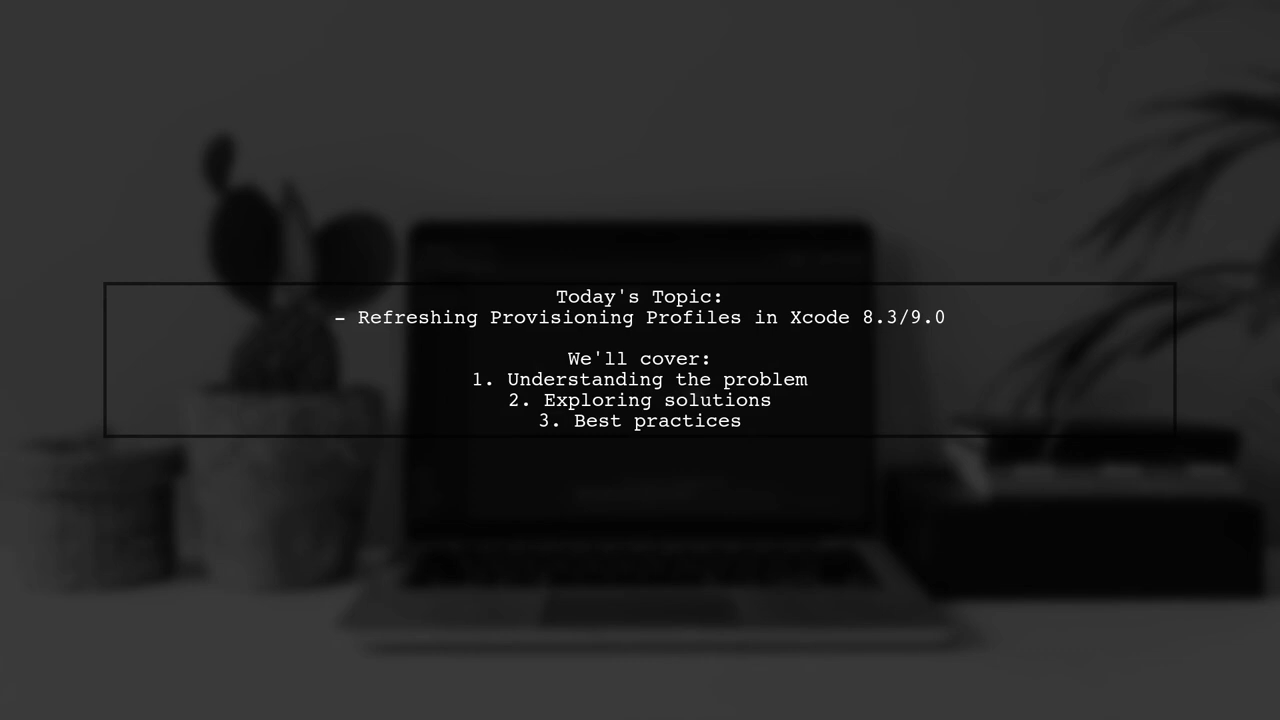 Today's Topic:
- Refreshing Provisioning Profiles in Xcode 8.3/9.0
We'll cover:
1. Understanding the problem
2. Exploring solutions
3. Best practices